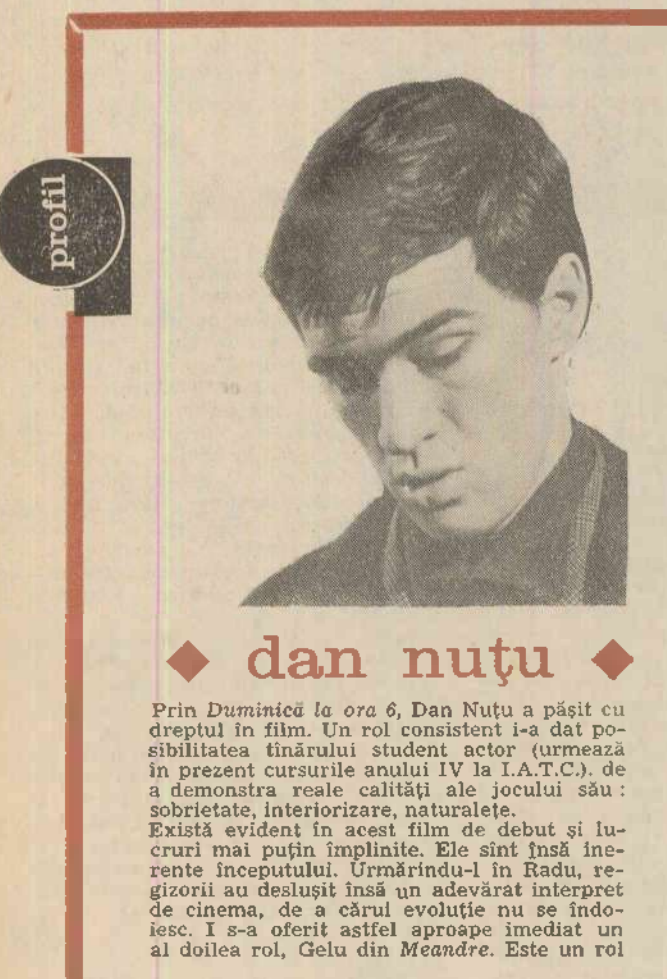 profil
◆ dan nuţu ◆
Prin Duminică la ora 6, Dan Nuţu a păşit cu
dreptul în film. Un rol consistent i-a dat po-
sibilitatea tînărului student actor (urmează
în prezent cursurile anului IV la I.A.T.C.). de
a demonstra reale calităţi ale jocului său :
sobrietate, interiorizare, naturaleţe.
Există evident în acest film de debut şi lu-
cruri mai puţin împlinite. Ele sînt însă ine-
rente începutului. Urmărindu-l în Radu, re-
gizorii au desluşit însă un adevărat interpret
de cinema, de a cărui evoluţie nu se îndo-
iesc. I s-a oferit astfel aproape imediat un
al doilea rol, Gelu din Meandre. Este un rol